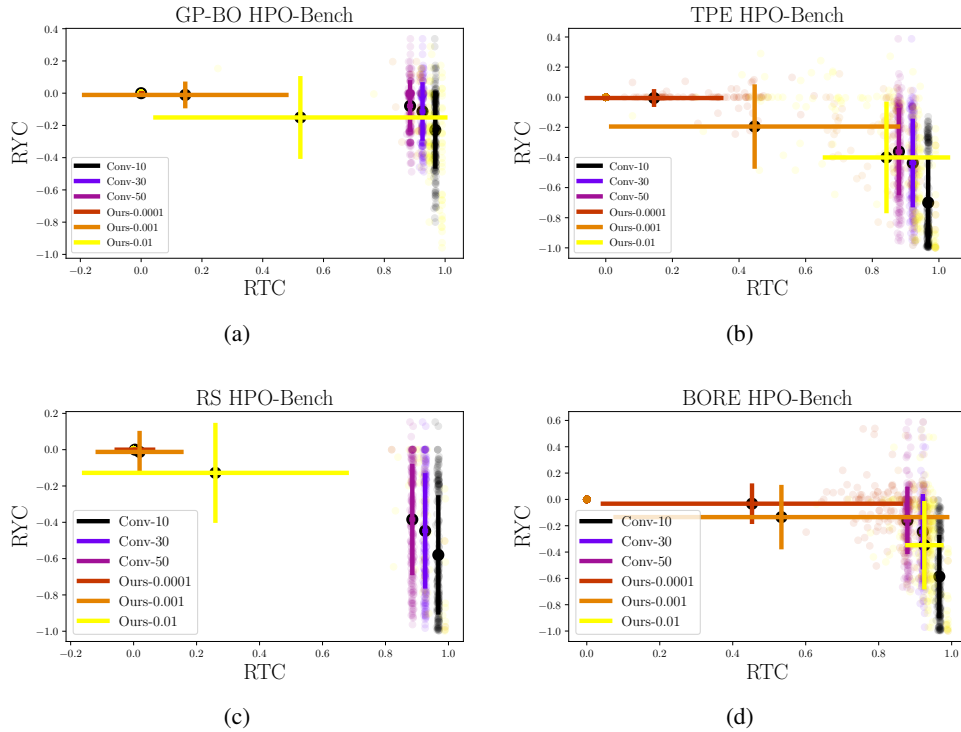 GP-BO HPO-Bench
0.4
0.2
0.0
−0.2
−0.4
−0.6
−0.8
−1.0
RYC
Conv-10
Conv-30
Conv-50
Ours-0.0001
Ours-0.001
Ours-0.01
−0.2 0.0 0.2 0.4 0.6 0.8 1.0
RTC
(a)
TPE HPO-Bench
0.4
0.2
0.0
−0.2
−0.4
−0.6
−0.8
−1.0
RYC
Conv-10
Conv-30
Conv-50
Ours-0.0001
Ours-0.001
Ours-0.01
0.0 0.2 0.4 0.6 0.8 1.0
RTC
(b)
RS HPO-Bench
0.2
0.0
−0.2
−0.4
−0.6
−0.8
−1.0
RYC
Conv-10
Conv-30
Conv-50
Ours-0.0001
Ours-0.001
Ours-0.01
−0.2 0.0 0.2 0.4 0.6 0.8 1.0
RTC
(c)
BORE HPO-Bench
0.6
0.4
0.2
0.0
−0.2
−0.4
−0.6
−0.8
−1.0
RYC
Conv-10
Conv-30
Conv-50
Ours-0.0001
Ours-0.001
Ours-0.01
0.0 0.2 0.4 0.6 0.8 1.0
RTC
(d)